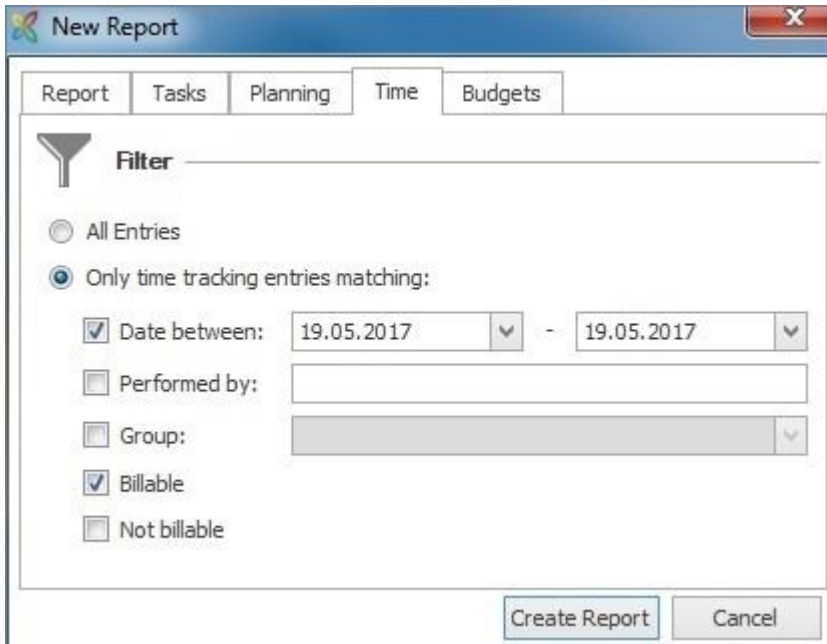 New Report
Report Tasks Planning Time Budgets
Filter
All Entries
Only time tracking entries matching:
Date between: 19.05.2017 - 19.05.2017
Performed by:
Group:
Billable
Not billable
Create Report Cancel